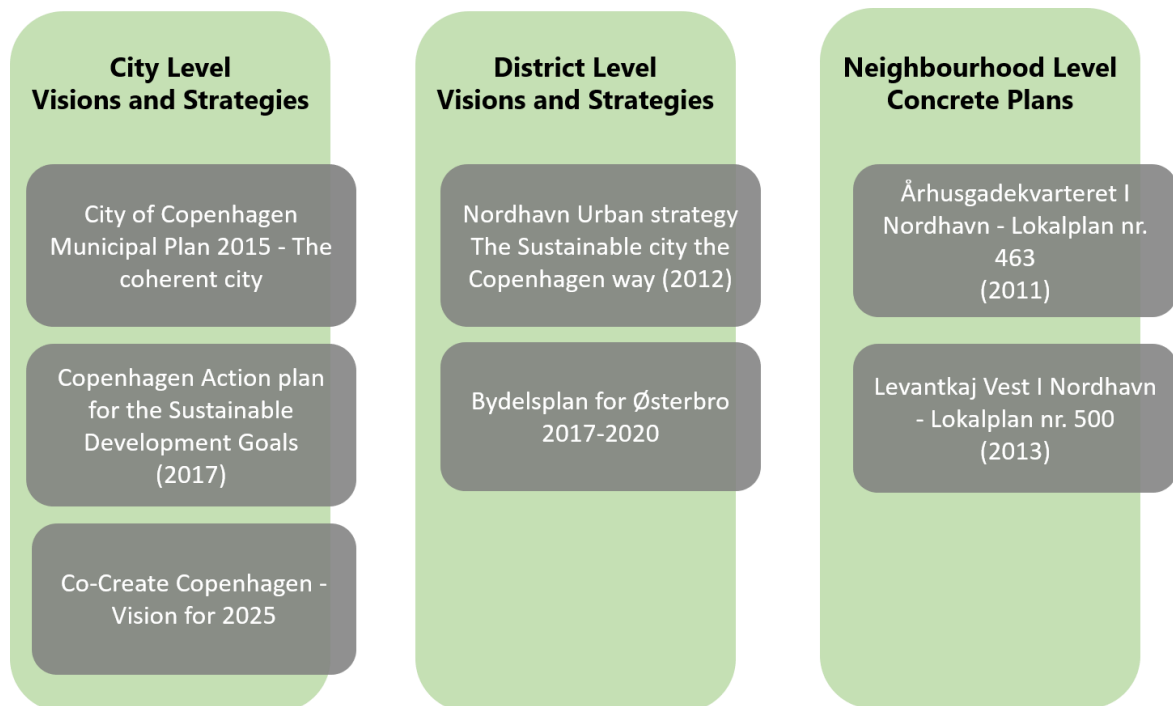 City Level
Visions and Strategies
City of Copenhagen
Municipal Plan 2015 - The
coherent city
Copenhagen Action plan
for the Sustainable
Development Goals
(2017)
Co-Create Copenhagen -
Vision for 2025
District Level
Visions and Strategies
Nordhavn Urban strategy
The Sustainable city the
Copenhagen way (2012)
Bydelsplan for Østerbro
2017-2020
Neighbourhood Level
Concrete Plans
Århusgadekvarteret I
Nordhavn - Lokalplan nr.
463
(2011)
Levantkaj Vest I Nordhavn
- Lokalplan nr. 500
(2013)